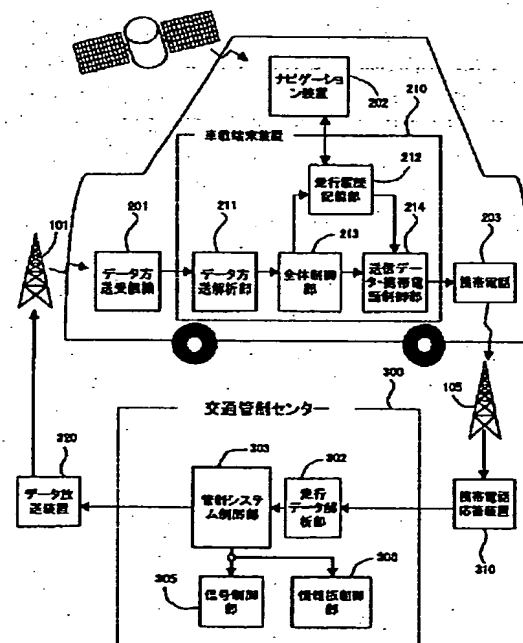 ナビゲーション装置
202
210
車載端末装置
212
走行履歴記録部
101
201
211
213
214
203
データ放送受信機
データ放送解析部
全体制御部
送信データ・携帯電話制御部
携帯電話
300
105
交通管制センター
320
303
302
データ放送装置
管制システム制御部
走行データ解析部
携帯電話応答装置
310
305
信号制御部
情報板制御部